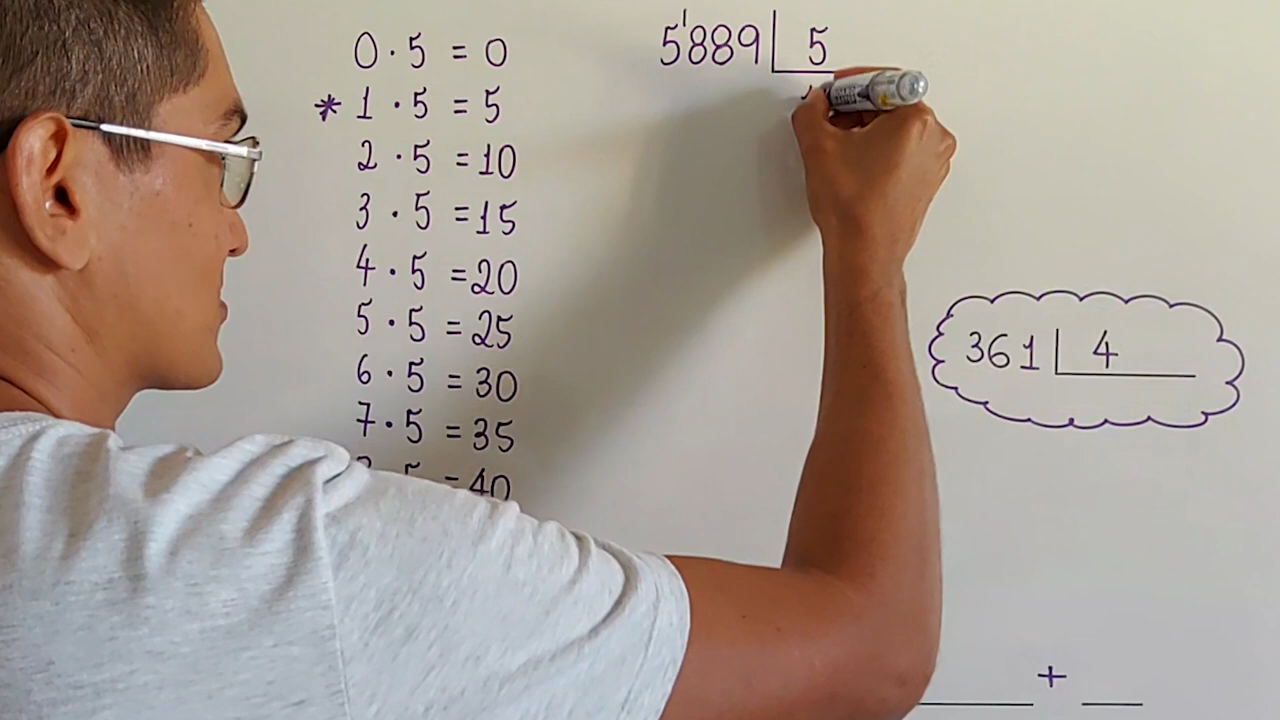 0 · 5 = 0
* 1 · 5 = 5
2 · 5 = 10
3 · 5 = 15
4 · 5 = 20
5 · 5 = 25
6 · 5 = 30
7 · 5 = 35
5 = 40
5'889 | 5
361 | 4
+